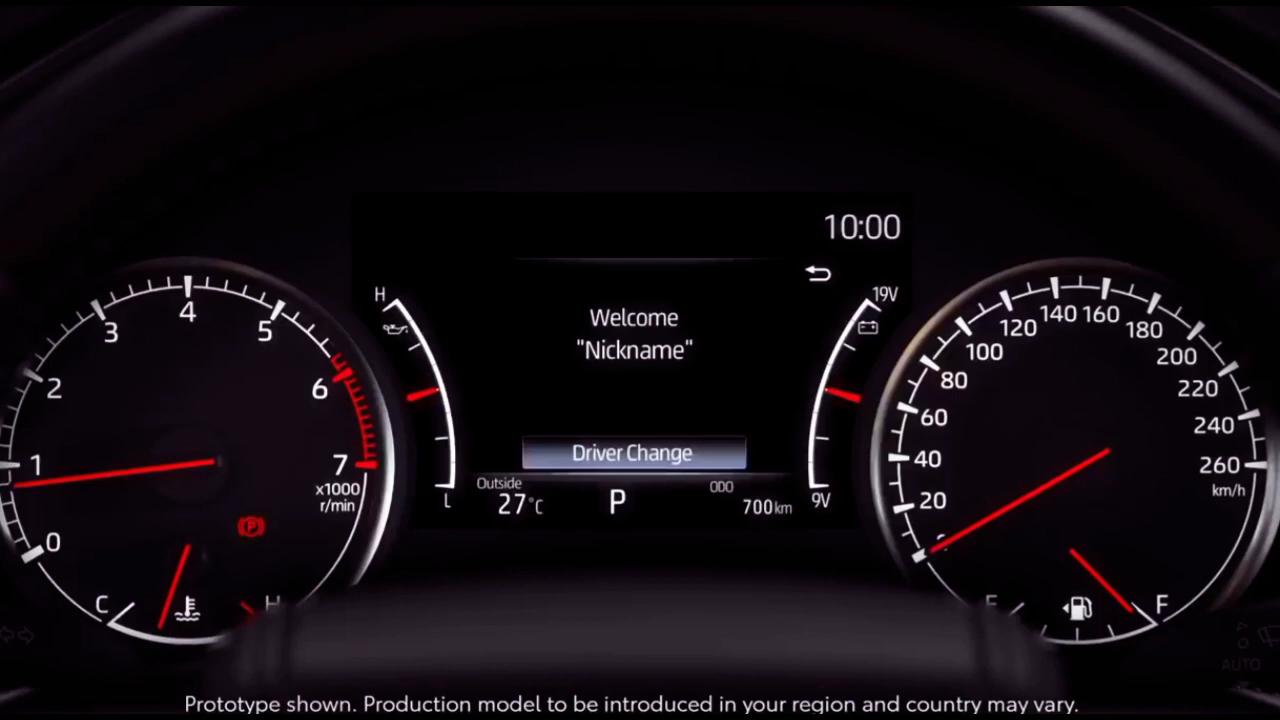 10:00
H
19V
Welcome
"Nickname"
Driver Change
L
9V
Outside
27°C
P
ODO
700km
0
1
2
3
4
5
6
7
x1000
r/min
P
C
H
20
40
60
80
100
120
140
160
180
200
220
240
260
km/h
E
F
AUTO
Prototype shown. Production model to be introduced in your region and country may vary.